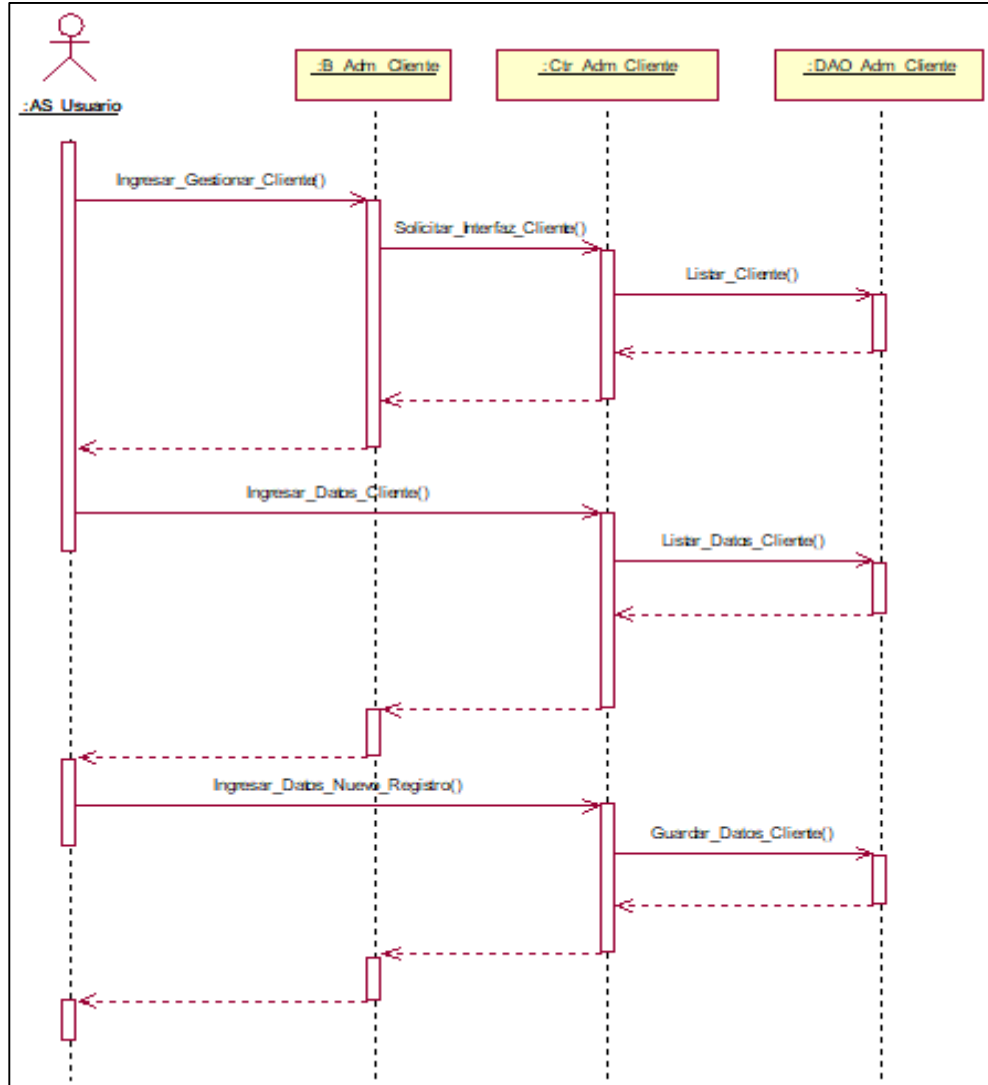 :B_Adm_Cliente
:Ctr_Adm_Cliente
:DAO_Adm_Cliente
:AS_Usuario
Ingresar_Gestionar_Cliente()
Solicitar_Interfaz_Cliente()
Listar_Cliente()
Ingresar_Datos_Cliente()
Listar_Datos_Cliente()
Ingresar_Datos_Nuevo_Registro()
Guardar_Datos_Cliente()